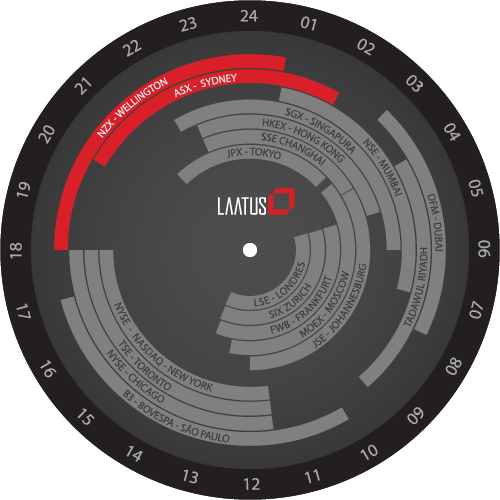 24
01
02
03
04
05
06
07
08
09
10
11
12
13
14
15
16
17
18
19
20
21
22
23
NZX - WELLINGTON
ASX - SYDNEY
SGX - SINGAPURA
HKEX - HONG KONG
SSE CHANGHAI
JPX - TOKYO
NSE - MUMBAI
DFM - DUBAI
TADAWUL RIYADH
LAATUS
LSE - LONDRES
SIX ZURICH
FWB - FRANKFURT
MOEX - MOSCOW
JSE - JOHANNESBURG
NYSE - NASDAQ - NEW YORK
TSE - TORONTO
NYSE - CHICAGO
B3 - BOVESPA - SÃO PAULO